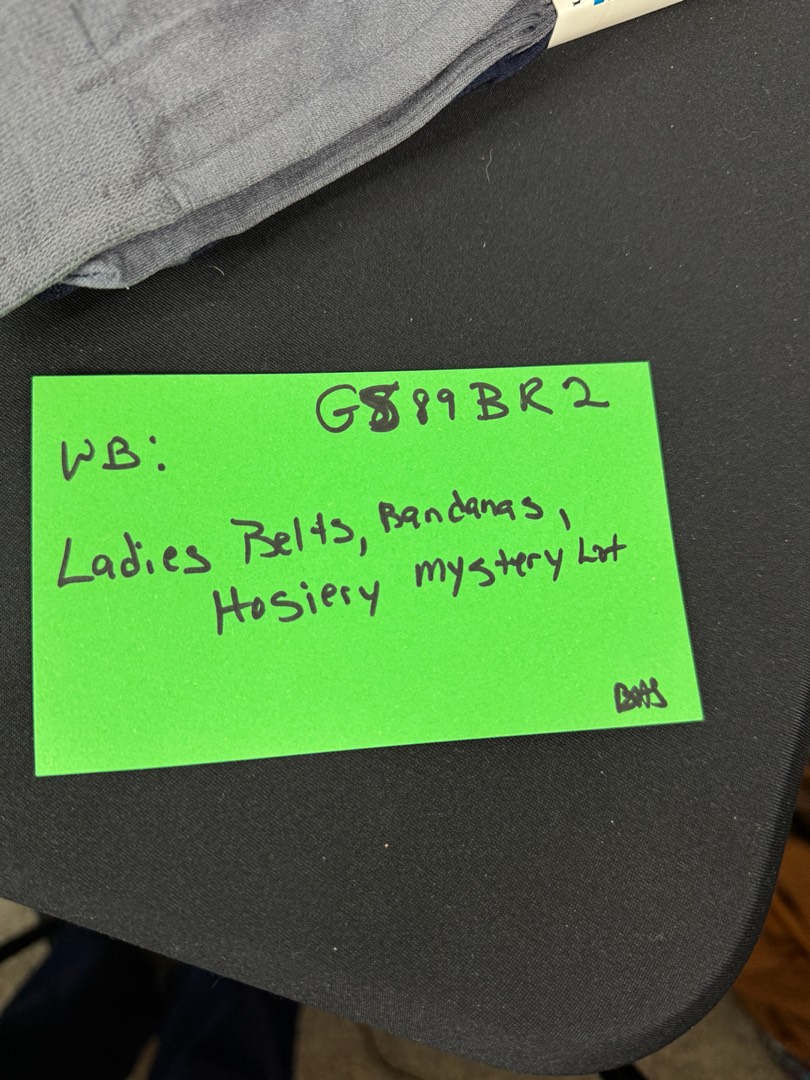 G889BR2
WB:
Ladies Belts, Bandanas,
Hosiery mystery Lot